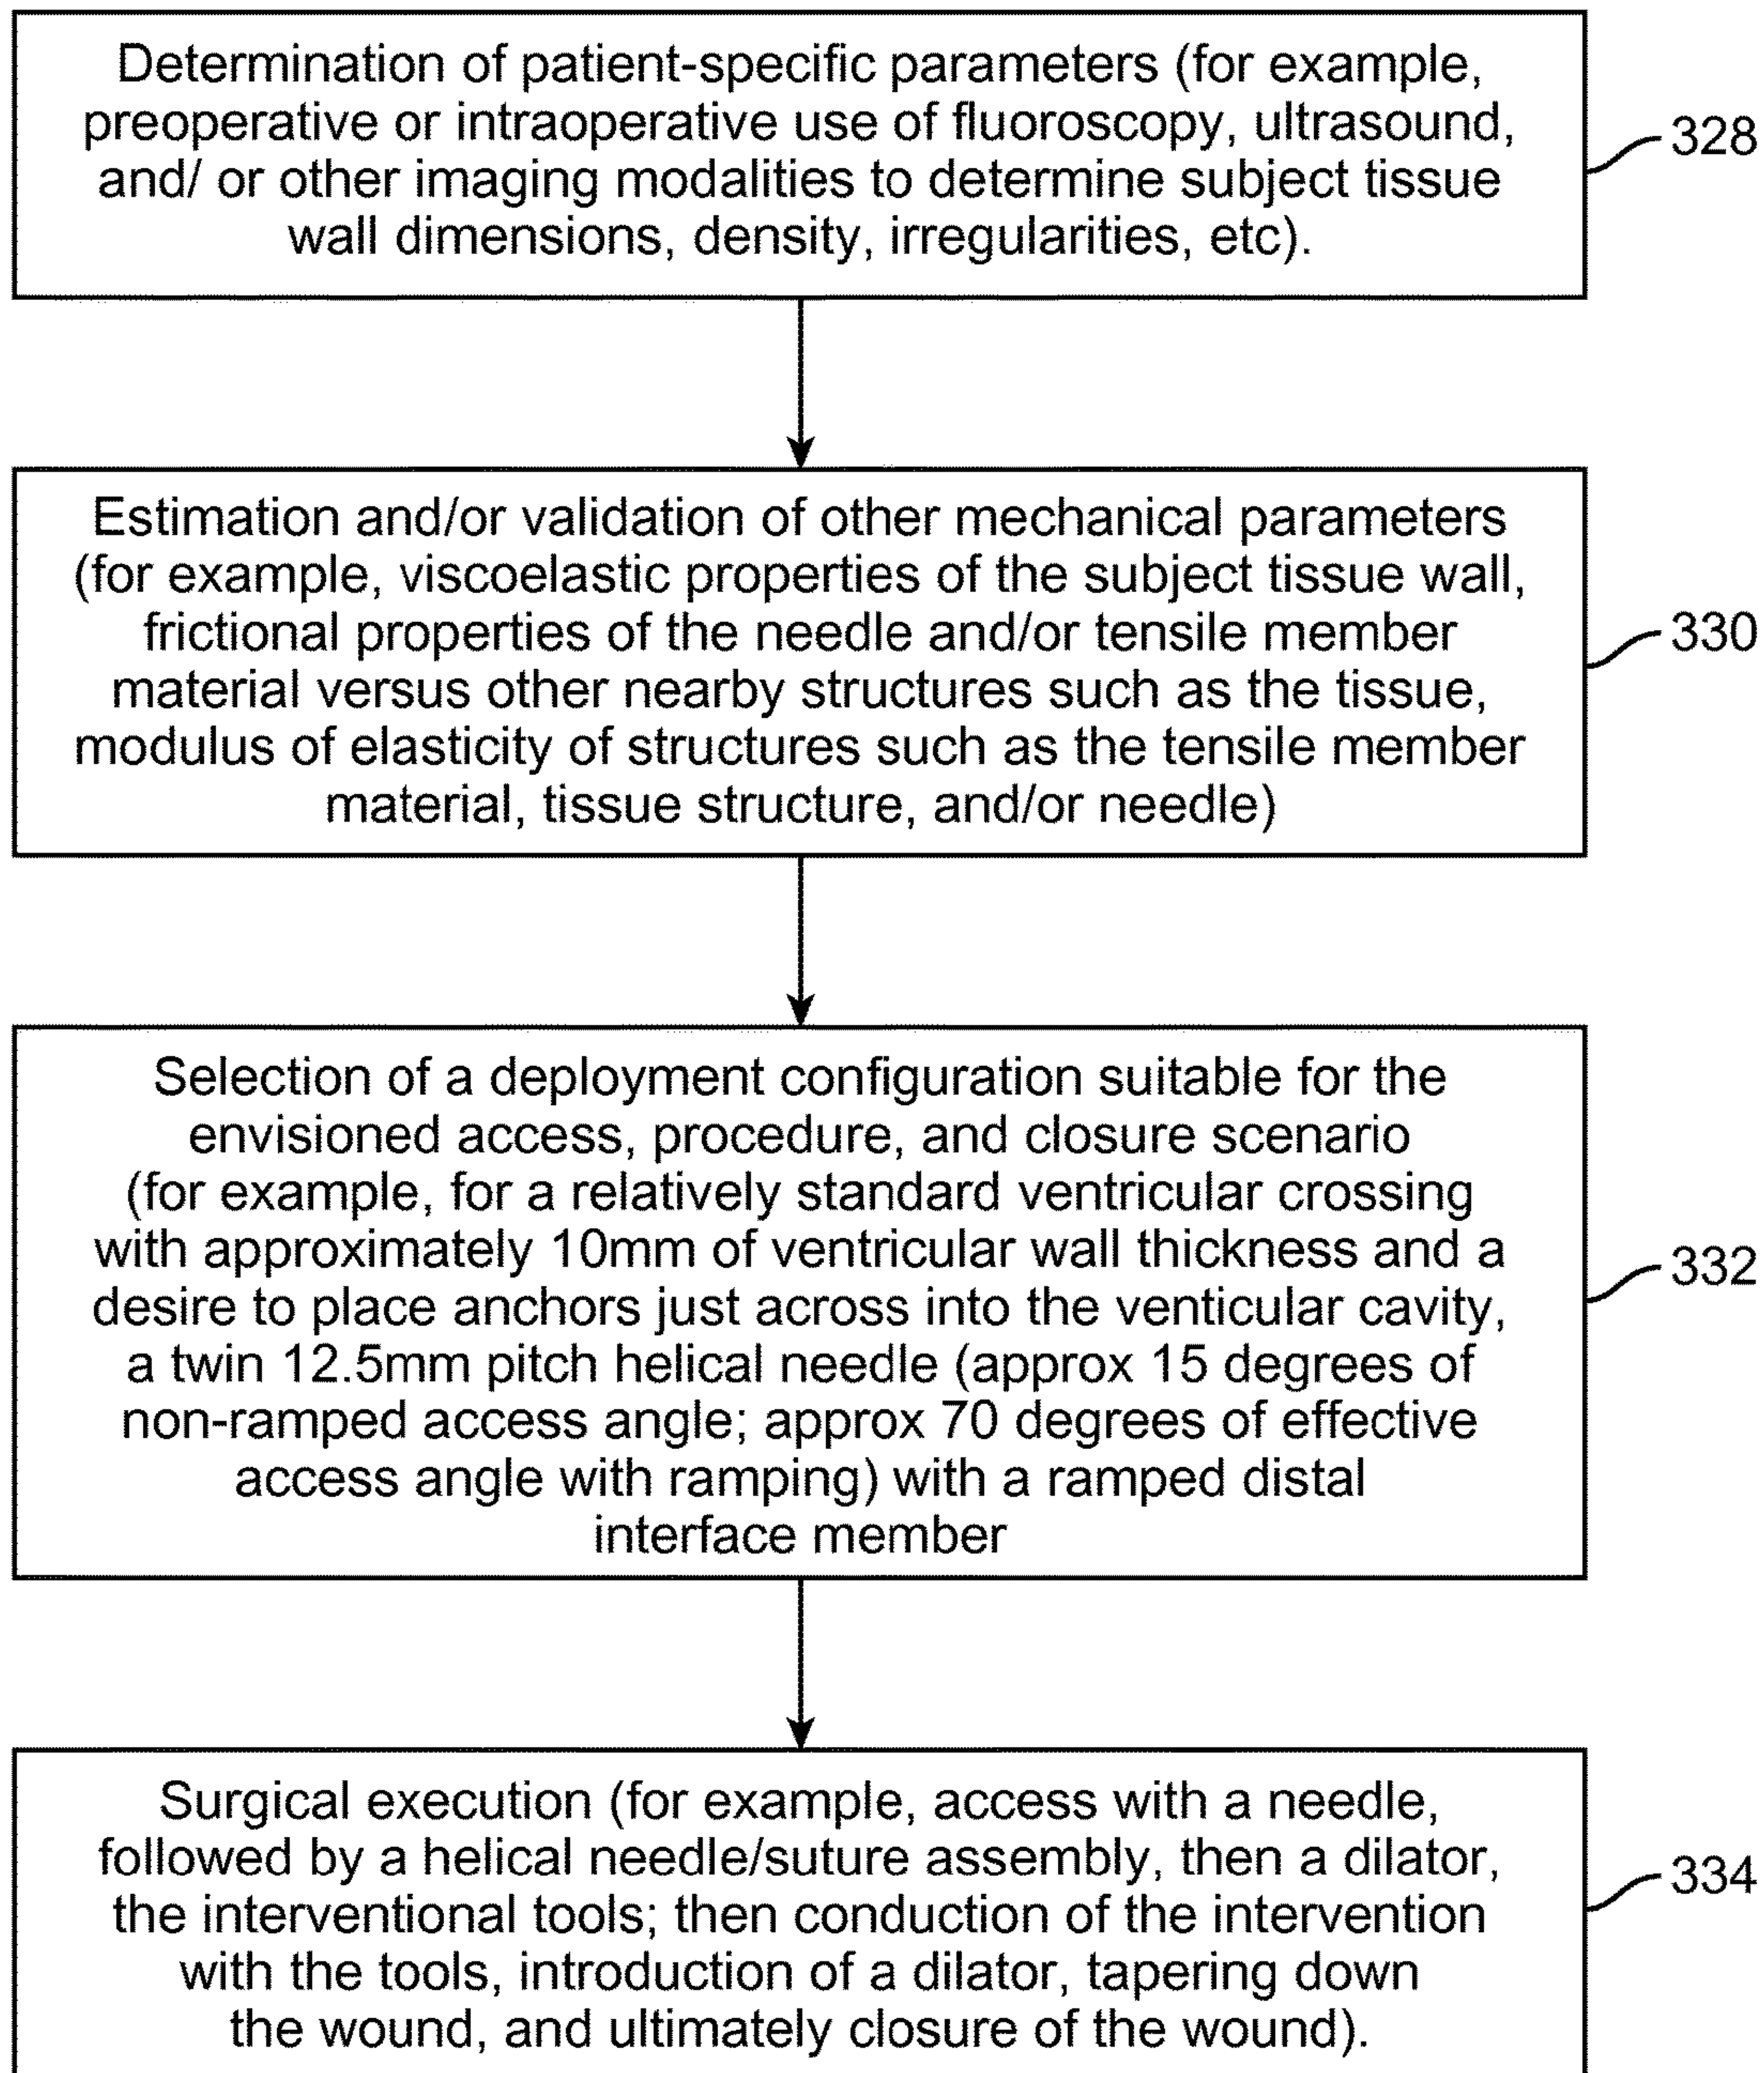 Determination of patient-specific parameters (for example,
preoperative or intraoperative use of fluoroscopy, ultrasound,
and/ or other imaging modalities to determine subject tissue
wall dimensions, density, irregularities, etc).
328
Estimation and/or validation of other mechanical parameters
(for example, viscoelastic properties of the subject tissue wall,
frictional properties of the needle and/or tensile member
material versus other nearby structures such as the tissue,
modulus of elasticity of structures such as the tensile member
material, tissue structure, and/or needle)
330
Selection of a deployment configuration suitable for the
envisioned access, procedure, and closure scenario
(for example, for a relatively standard ventricular crossing
with approximately 10mm of ventricular wall thickness and a
desire to place anchors just across into the venticular cavity,
a twin 12.5mm pitch helical needle (approx 15 degrees of
non-ramped access angle; approx 70 degrees of effective
access angle with ramping) with a ramped distal
interface member
332
Surgical execution (for example, access with a needle,
followed by a helical needle/suture assembly, then a dilator,
the interventional tools; then conduction of the intervention
with the tools, introduction of a dilator, tapering down
the wound, and ultimately closure of the wound).
334